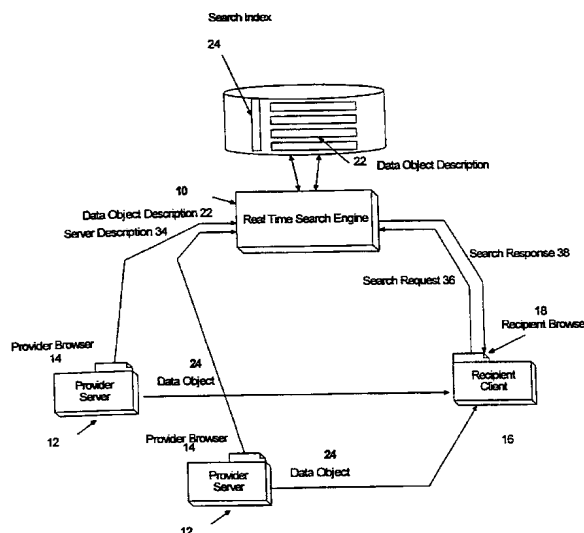 Search Index
24
22
Data Object Description
10
Data Object Description 22
Server Description 34
Real Time Search Engine
Search Response 38
Search Request 36
18
Recipient Browser
Provider Browser
14
24
Data Object
Provider
Server
Recipient
Client
12
16
Provider Browser
14
24
Data Object
Provider
Server
12